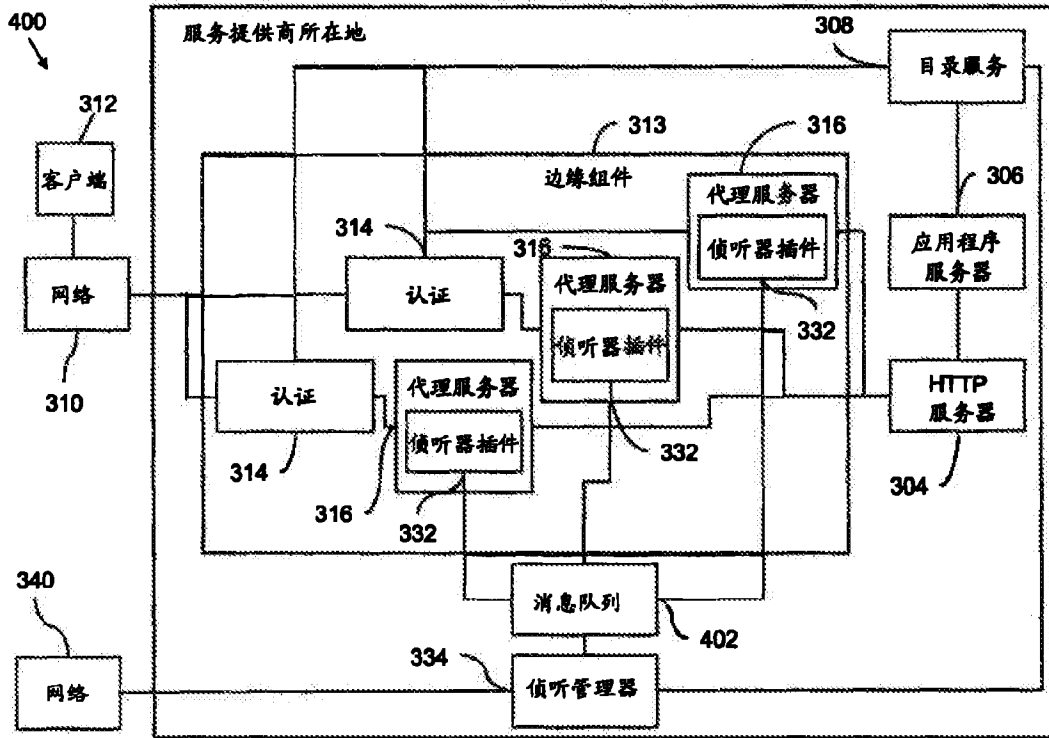 400
服务提供商所在地
308
目录服务
312
客户端
313
316
边缘组件
代理服务器
侦听器插件
306
314
316
应用程序
服务器
网络
认证
代理服务器
侦听器插件
332
310
认证
代理服务器
侦听器插件
HTTP
服务器
314
316
332
332
304
340
消息队列
402
334
网络
侦听管理器